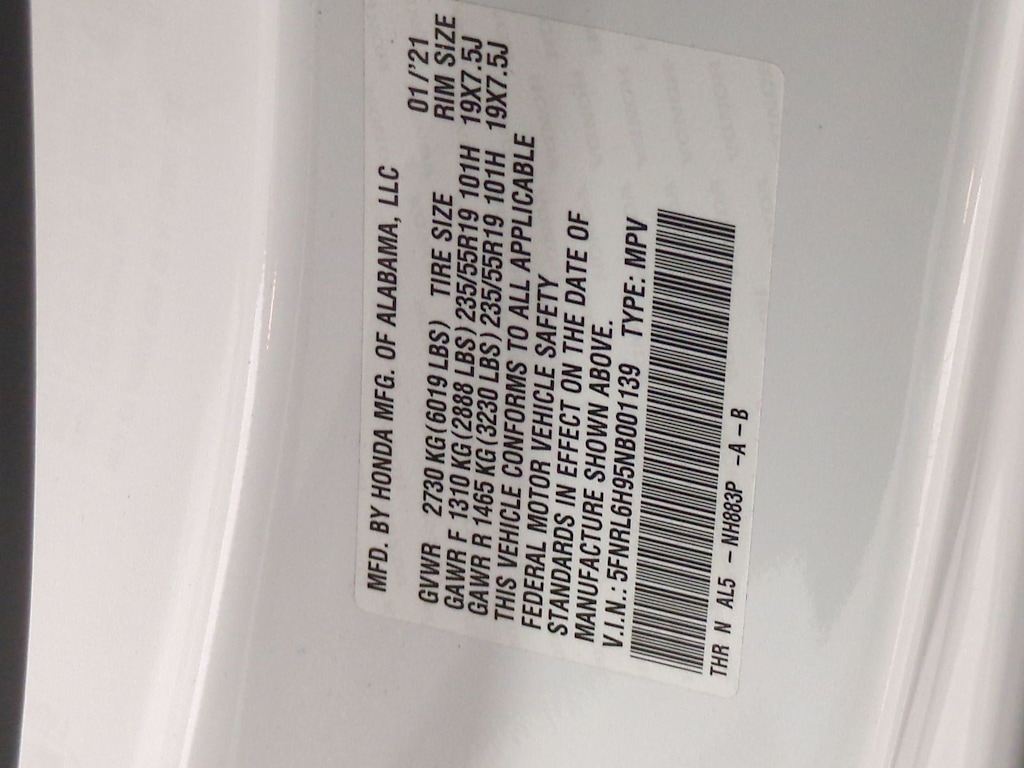 MFD. BY HONDA MFG. OF ALABAMA, LLC 01/'21
GVWR 2730 KG(6019 LBS) TIRE SIZE RIM SIZE
GAWR F 1310 KG(2888 LBS) 235/55R19 101H 19X7.5J
GAWR R 1465 KG(3230 LBS) 235/55R19 101H 19X7.5J
THIS VEHICLE CONFORMS TO ALL APPLICABLE
FEDERAL MOTOR VEHICLE SAFETY
STANDARDS IN EFFECT ON THE DATE OF
MANUFACTURE SHOWN ABOVE.
V.I.N.: 5FNRL6H95NB001139 TYPE: MPV
THR N AL5 - NH883P - A - B